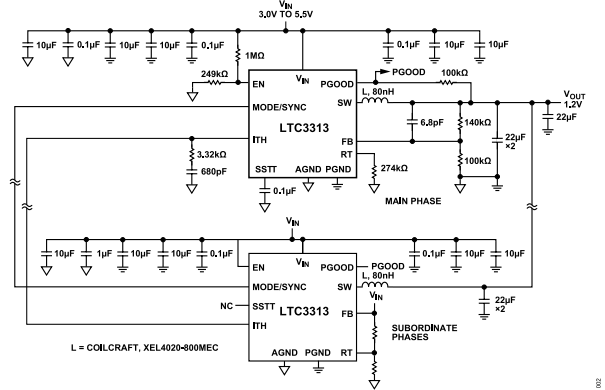 VIN
3.0V TO 5.5V
10µF
0.1µF
10µF
10µF
0.1µF
1MΩ
0.1µF
10µF
10µF
249kΩ
EN
VIN
PGOOD
PGOOD
100kΩ
MODE/SYNC
SW
L, 80nH
VOUT
1.2V
LTC3313
6.8pF
140kΩ
22µF
×2
22µF
ITH
FB
3.32kΩ
RT
100kΩ
680pF
SSTT
AGND
PGND
274kΩ
0.1µF
MAIN PHASE
VIN
10µF
1µF
10µF
10µF
0.1µF
0.1µF
10µF
10µF
EN
VIN
PGOOD
PGOOD
L, 80nH
MODE/SYNC
SW
NC
SSTT
LTC3313
VIN
22µF
×2
ITH
FB
SUBORDINATE
PHASES
L = COILCRAFT, XEL4020-800MEC
AGND
PGND
RT
002